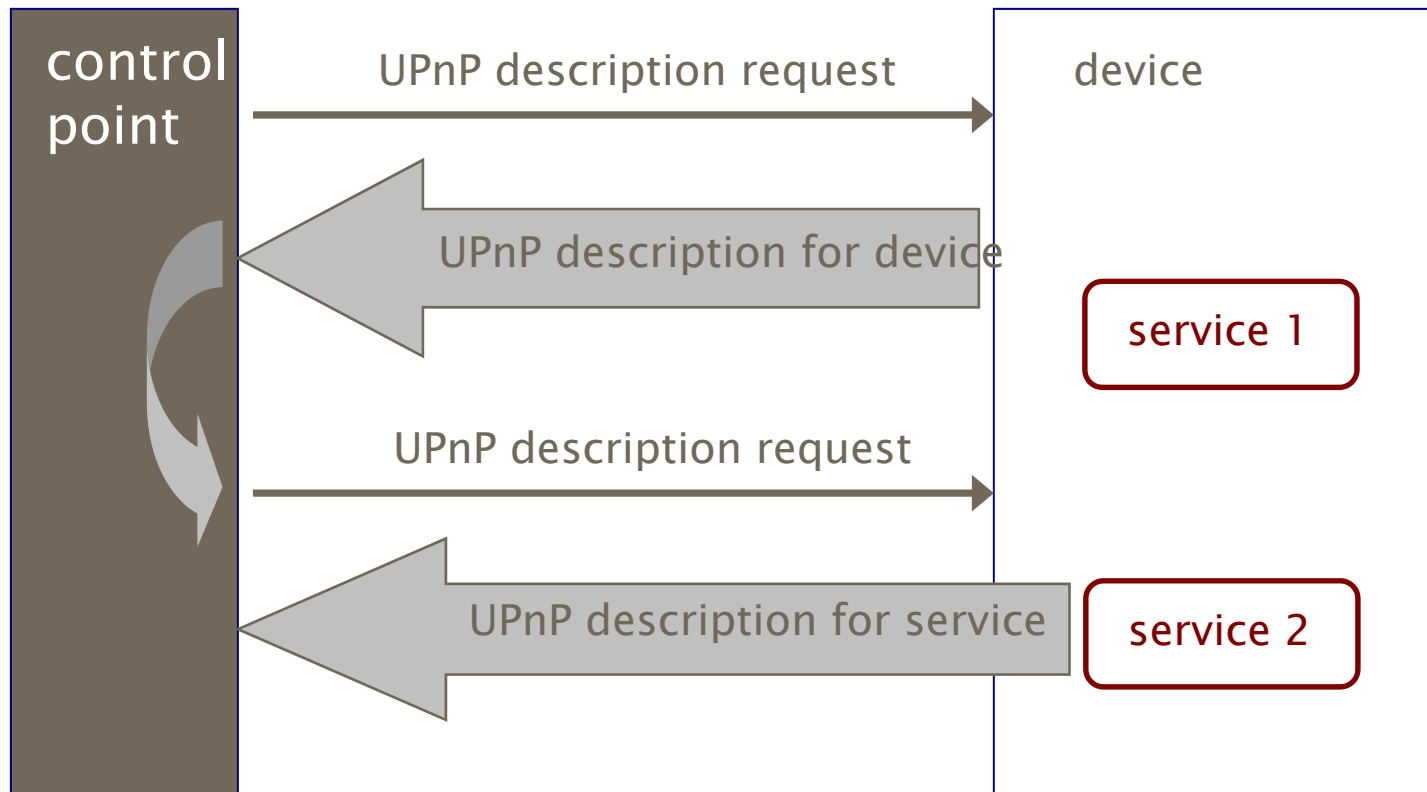 control
point
UPnP description request
device
UPnP description for device
service 1
UPnP description request
UPnP description for service
service 2